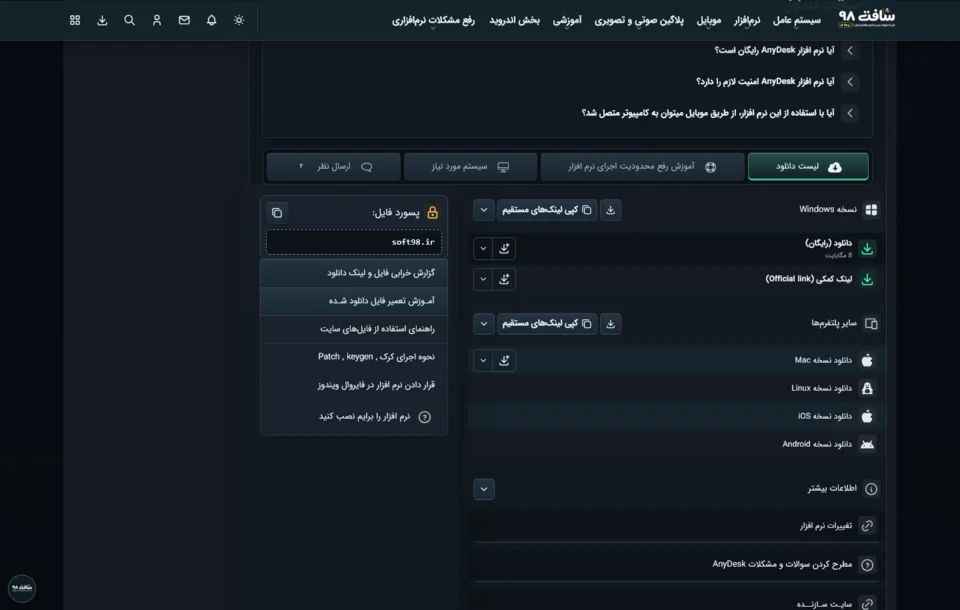 سافت ۹۸
سیستم عامل
نرم‌افزار
موبایل
پلاگین صوتی و تصویری
آموزشی
بخش اندروید
رفع مشکلات نرم‌افزاری
آیا نرم افزار AnyDesk رایگان است؟
آیا نرم افزار AnyDesk امنیت لازم را دارد؟
آیا با استفاده از این نرم افزار، از طریق موبایل میتوان به کامپیوتر متصل شد؟
لیست دانلود
آموزش رفع محدودیت اجرای نرم افزار
سیستم مورد نیاز
ارسال نظر ۲
نسخه Windows
کپی لینک‌های مستقیم
دانلود (رایگان)
8 مگابایت
لینک کمکی (Official link)
سایر پلتفرم‌ها
کپی لینک‌های مستقیم
دانلود نسخه Mac
دانلود نسخه Linux
دانلود نسخه iOS
دانلود نسخه Android
اطلاعات بیشتر
تغییرات نرم افزار
مطرح کردن سوالات و مشکلات AnyDesk
سایت سـازنــده
پسورد فایل:
soft98.ir
گزارش خرابی فایل و لینک دانلود
آمـوزش تعمیر فایل دانلود شـده
راهنمای استفاده از فایل‌های سایت
نحوه اجرای کرک , Patch , keygen
قرار دادن نرم افزار در فایروال ویندوز
نرم افزار را برایم نصب کنید
سافت ۹۸